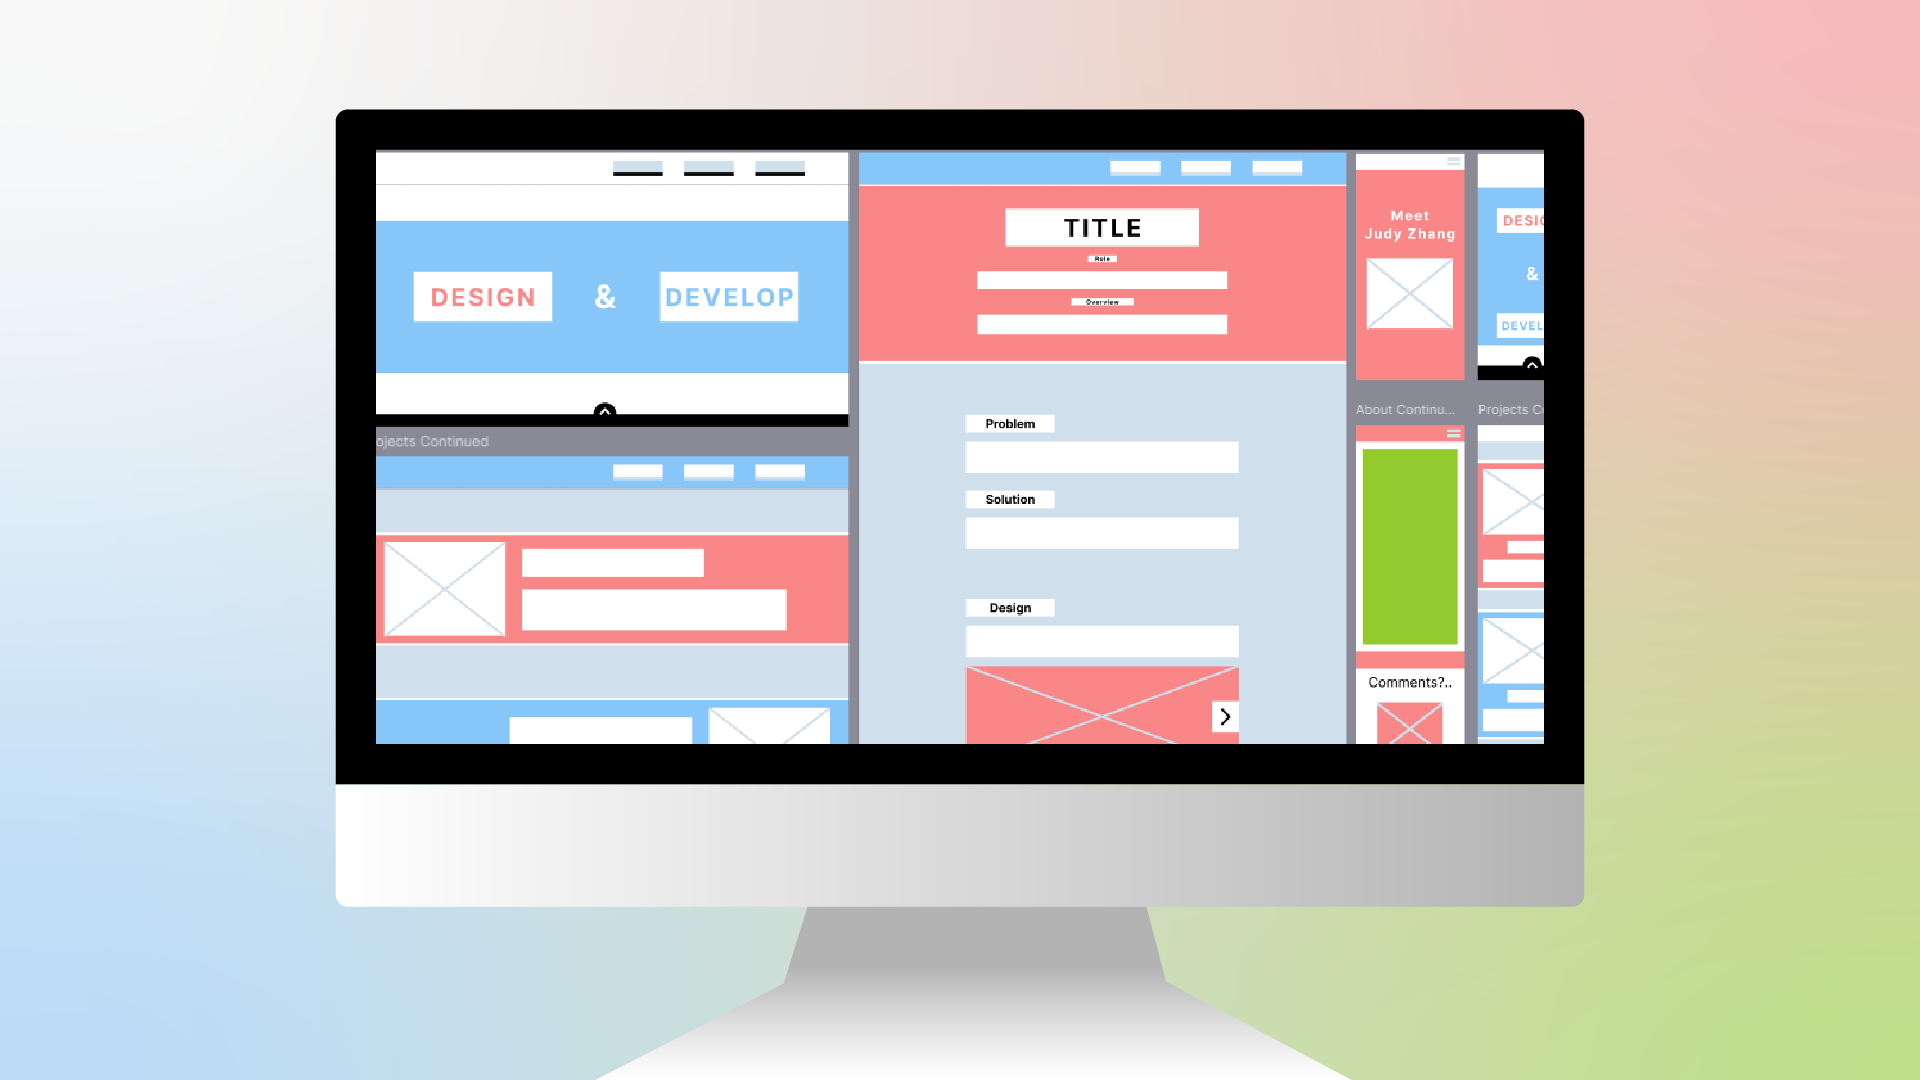 DESIGN & DEVELOP
ojects Continued
TITLE
Role
Overview
Problem
Solution
Design
Meet
Judy Zhang
About Continu...
Comments?..
DESIG
&
DEVEL
Projects Co